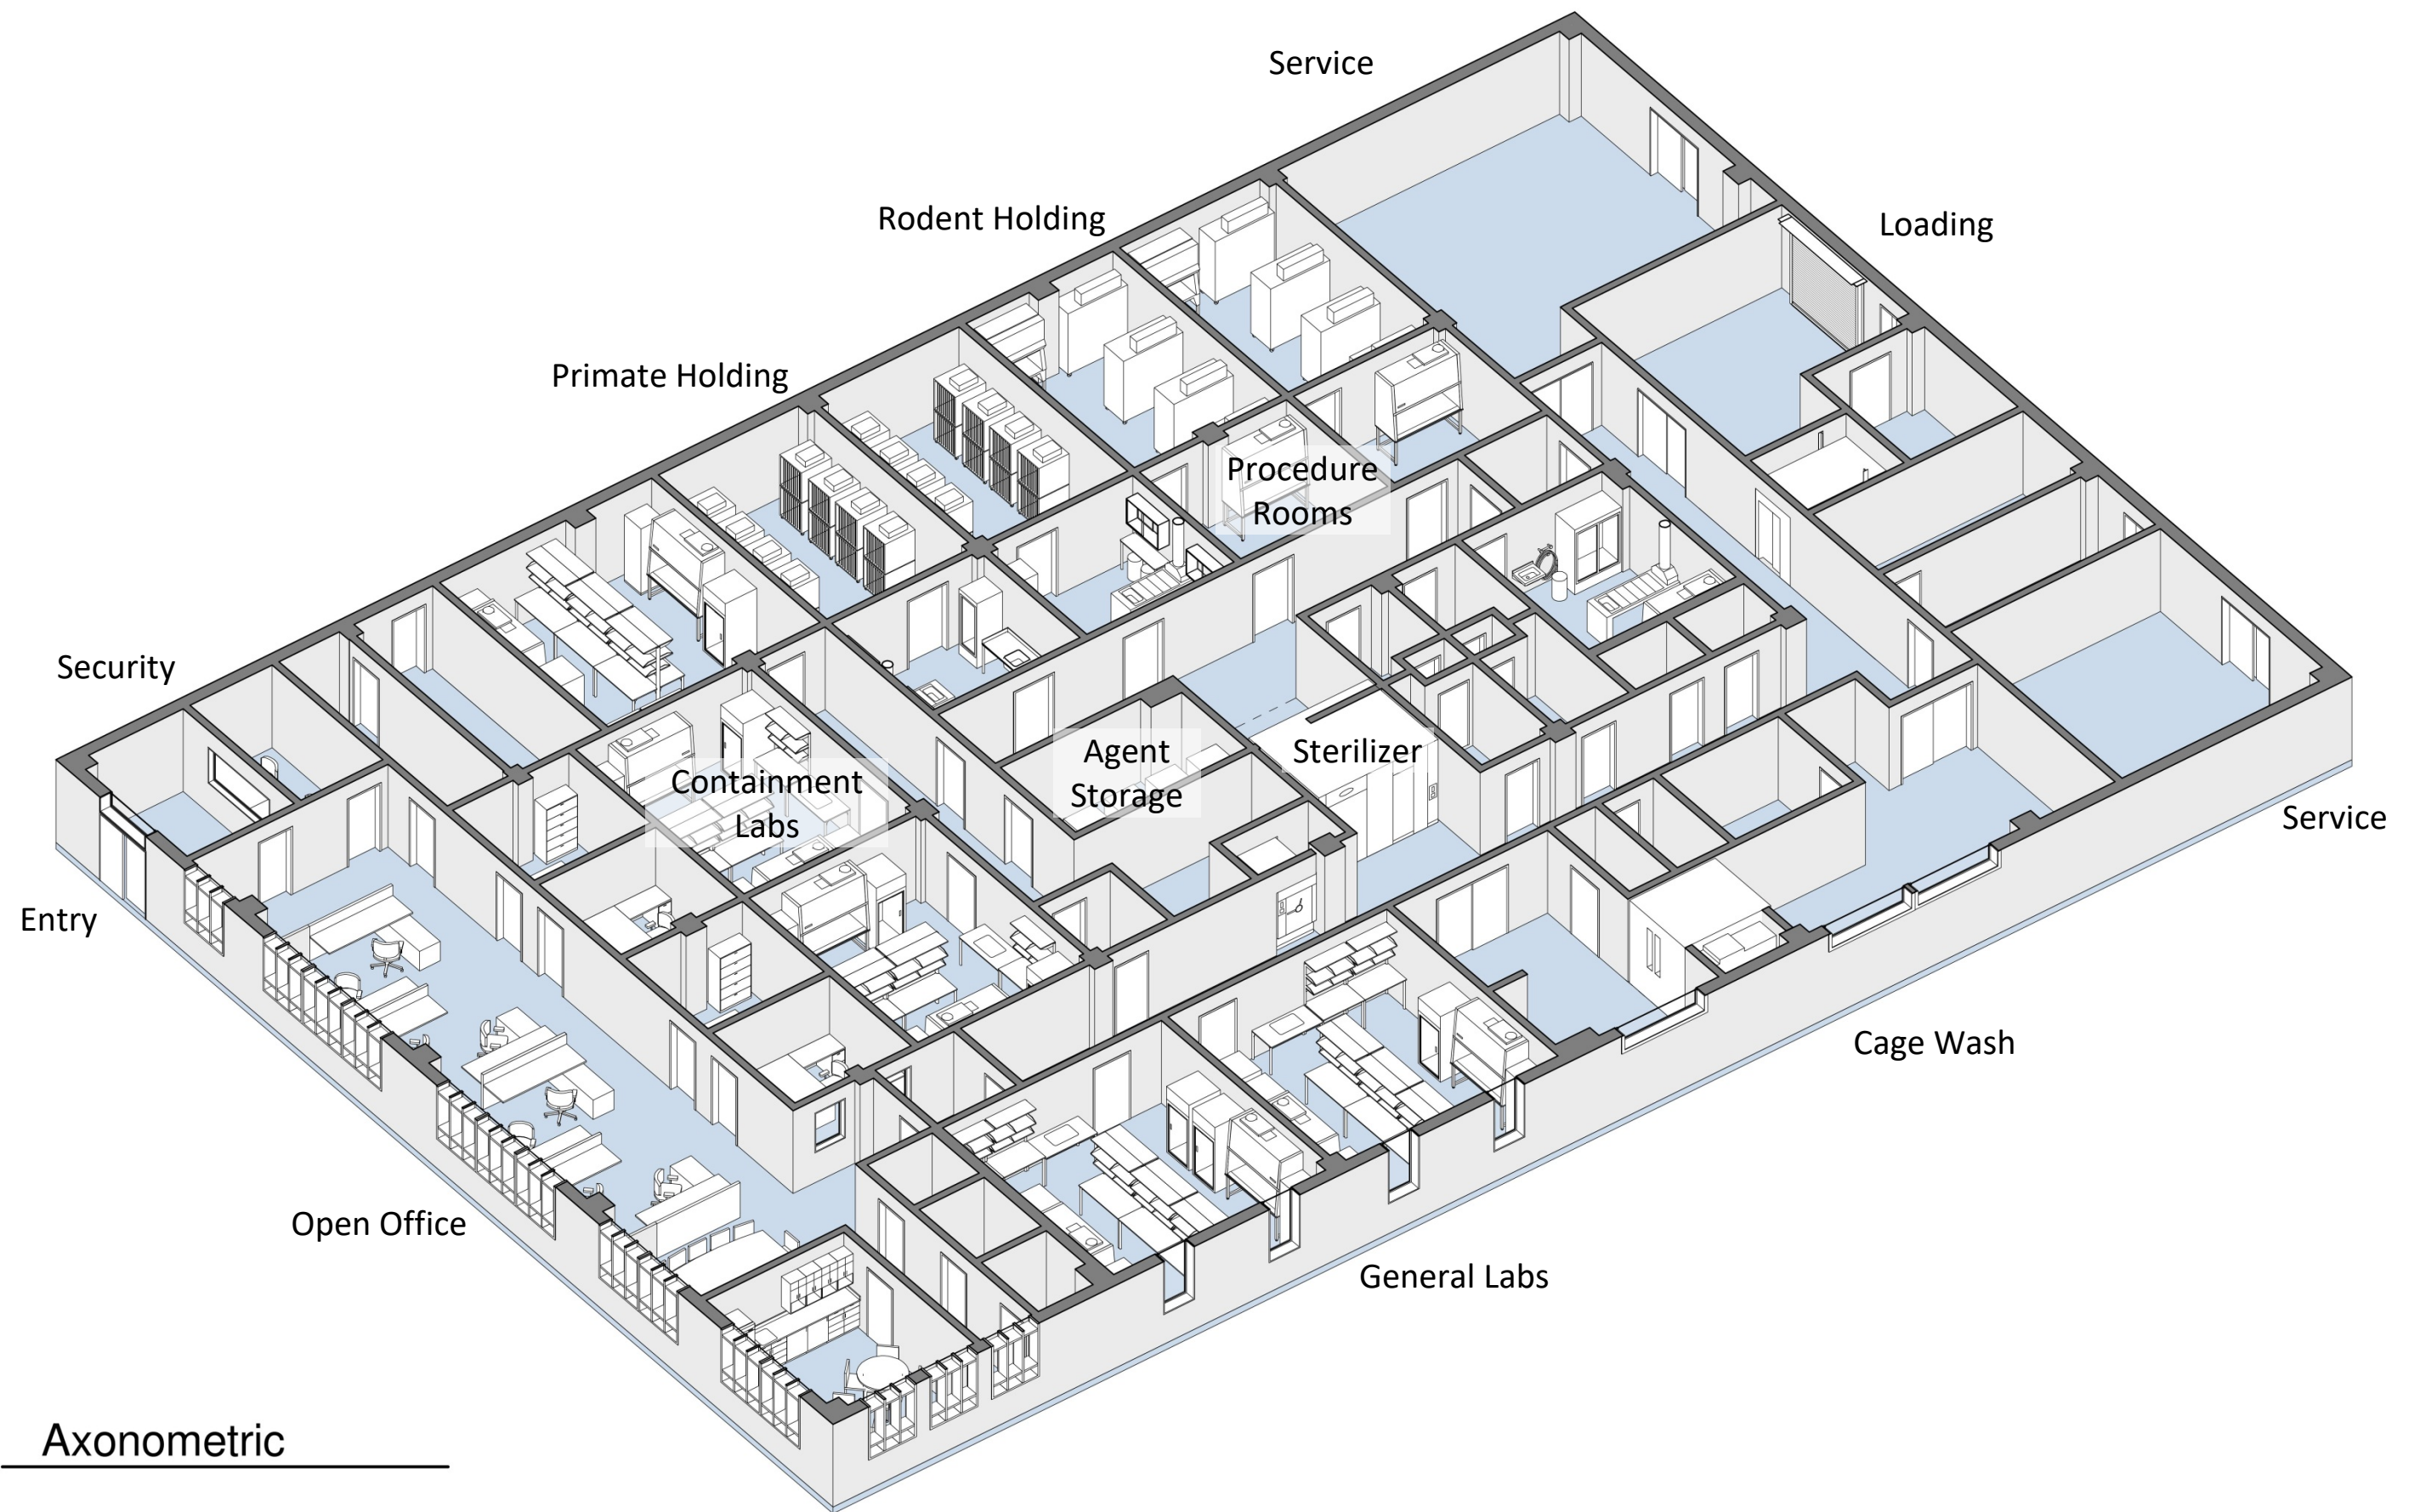 Service
Rodent Holding
Loading
Primate Holding
Procedure
Rooms
Security
Agent
Storage
Sterilizer
Containment
Labs
Service
Entry
Cage Wash
Open Office
General Labs
Axonometric